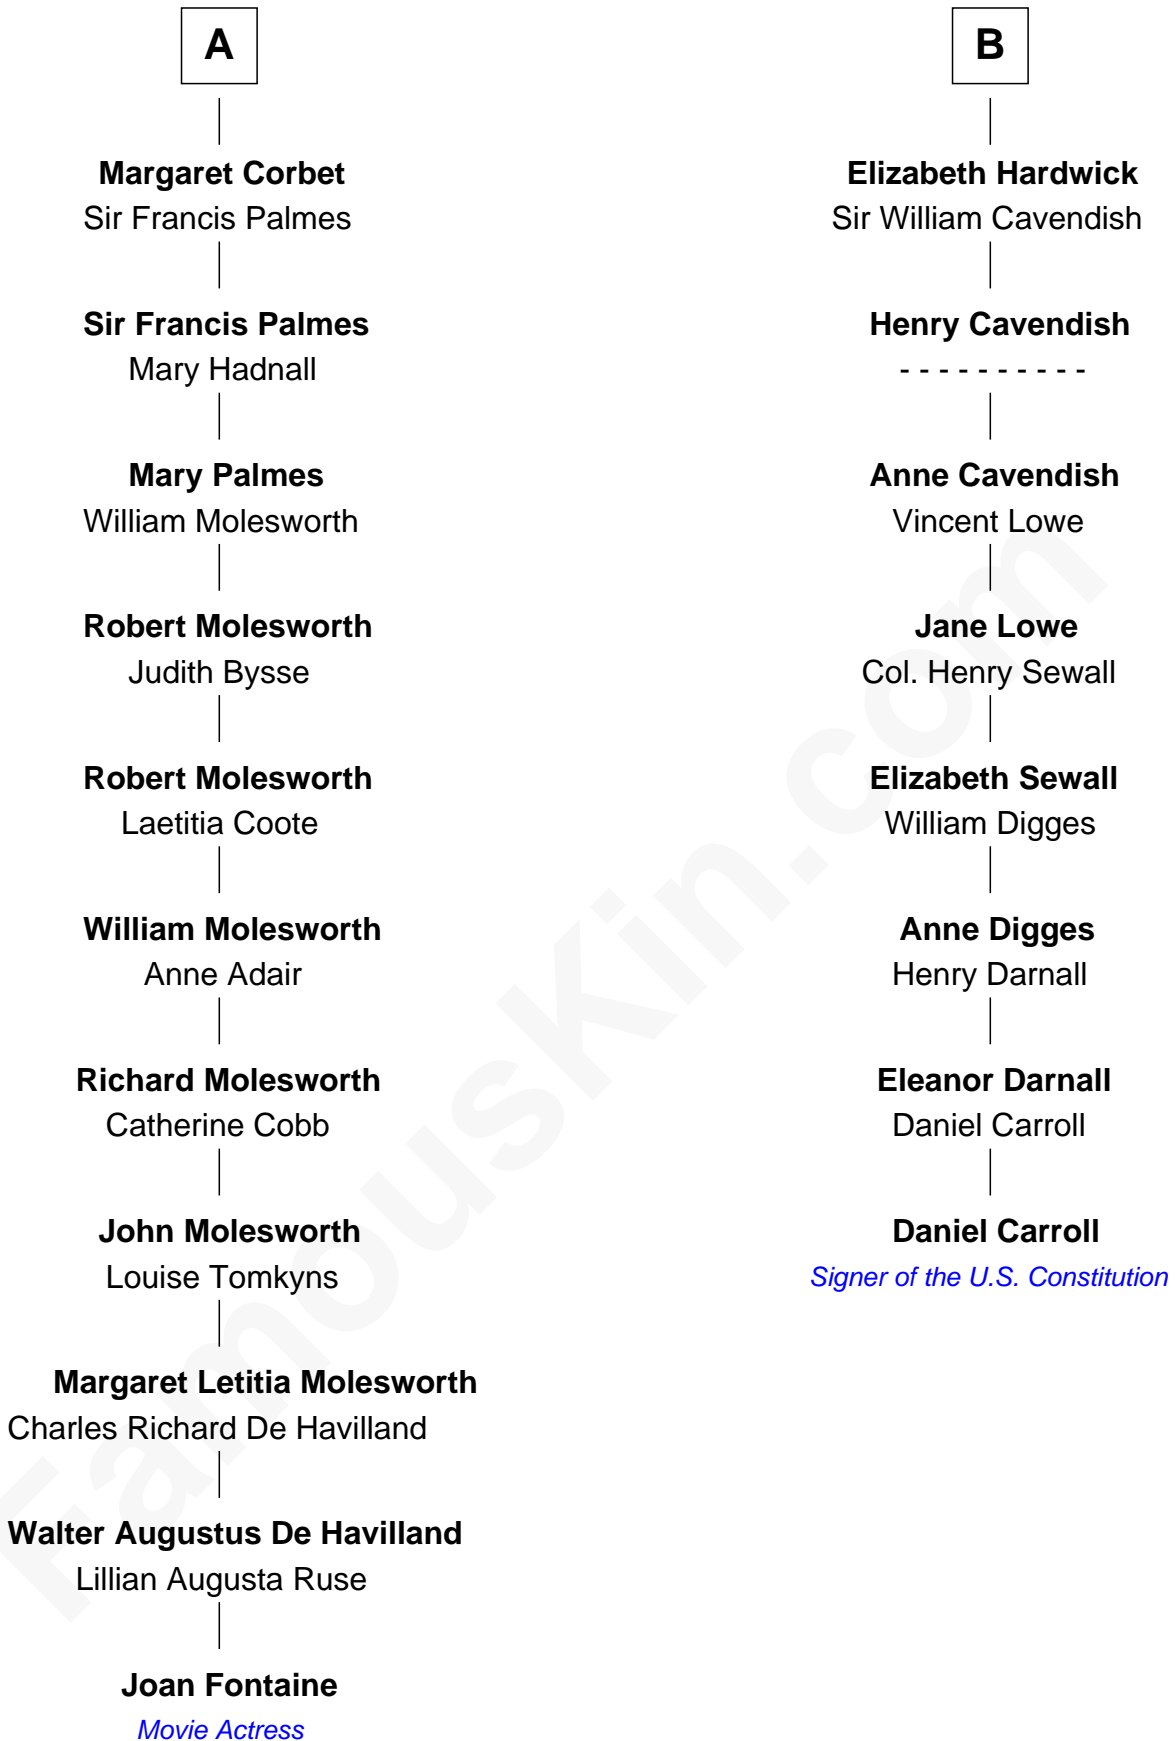 A
Margaret Corbet
Sir Francis Palmes
Sir Francis Palmes
Mary Hadnall
Mary Palmes
William Molesworth
Robert Molesworth
Judith Bysse
Robert Molesworth
Laetitia Coote
William Molesworth
Anne Adair
Richard Molesworth
Catherine Cobb
John Molesworth
Louise Tomkyns
Margaret Letitia Molesworth
Charles Richard De Havilland
Walter Augustus De Havilland
Lillian Augusta Ruse
Joan Fontaine
Movie Actress
B
Elizabeth Hardwick
Sir William Cavendish
Henry Cavendish
- - - - - - - - - -
Anne Cavendish
Vincent Lowe
Jane Lowe
Col. Henry Sewall
Elizabeth Sewall
William Digges
Anne Digges
Henry Darnall
Eleanor Darnall
Daniel Carroll
Daniel Carroll
Signer of the U.S. Constitution
FamousKin.com